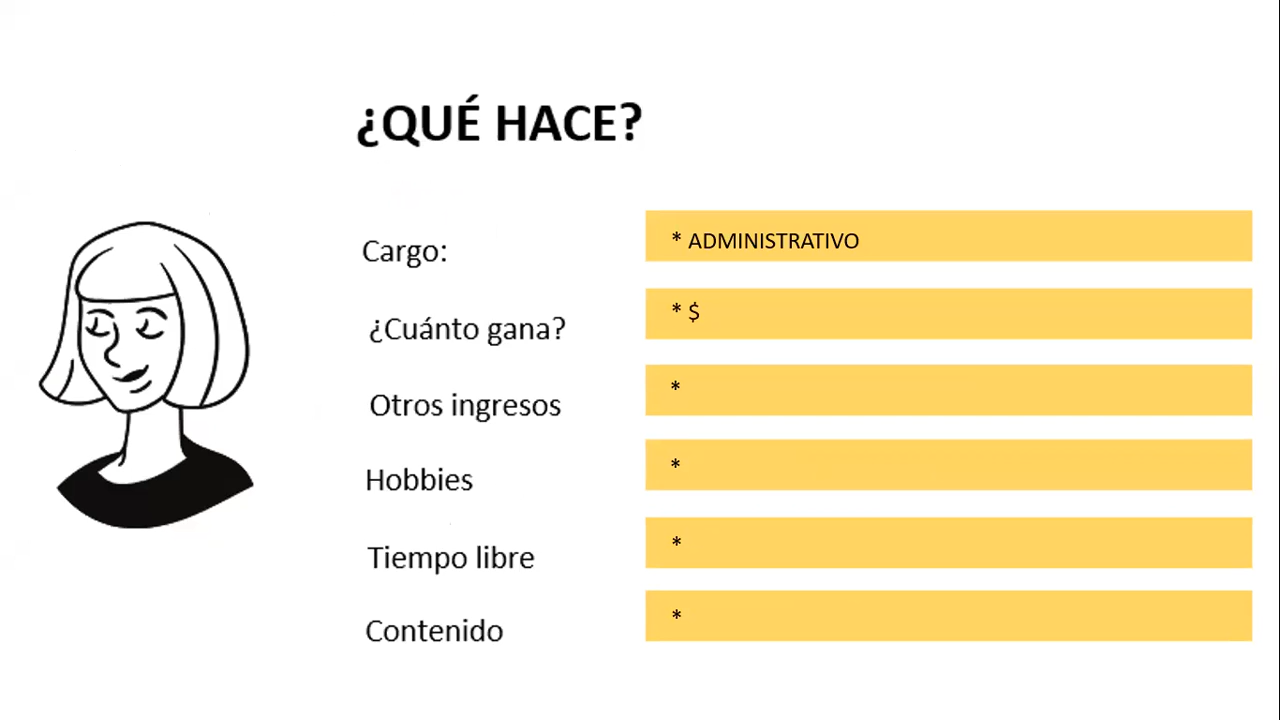 ¿QUÉ HACE?
Cargo: * ADMINISTRATIVO
¿Cuánto gana? * $
Otros ingresos *
Hobbies *
Tiempo libre *
Contenido *